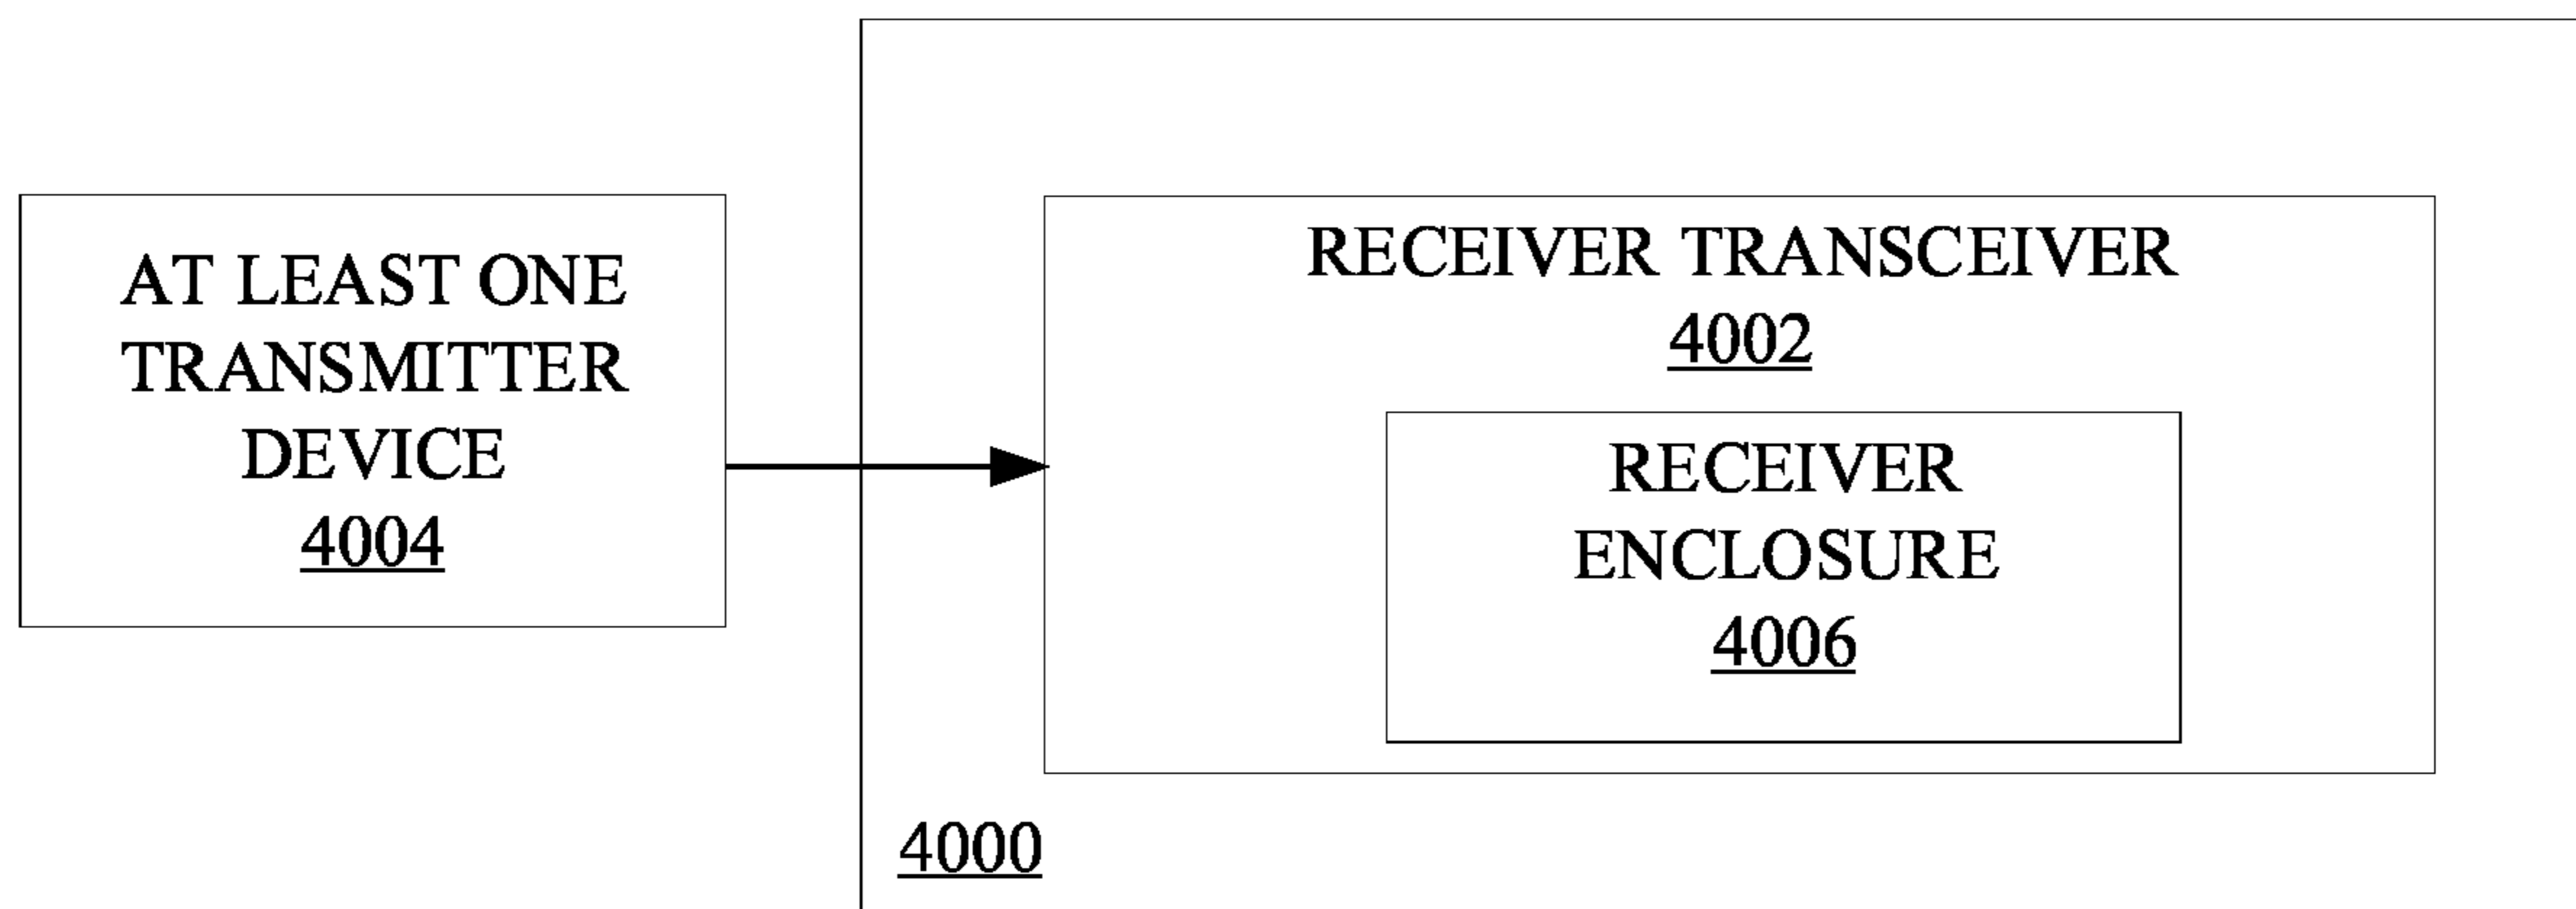 AT LEAST ONE
TRANSMITTER
DEVICE
4004
RECEIVER TRANSCEIVER
4002
RECEIVER
ENCLOSURE
4006
4000